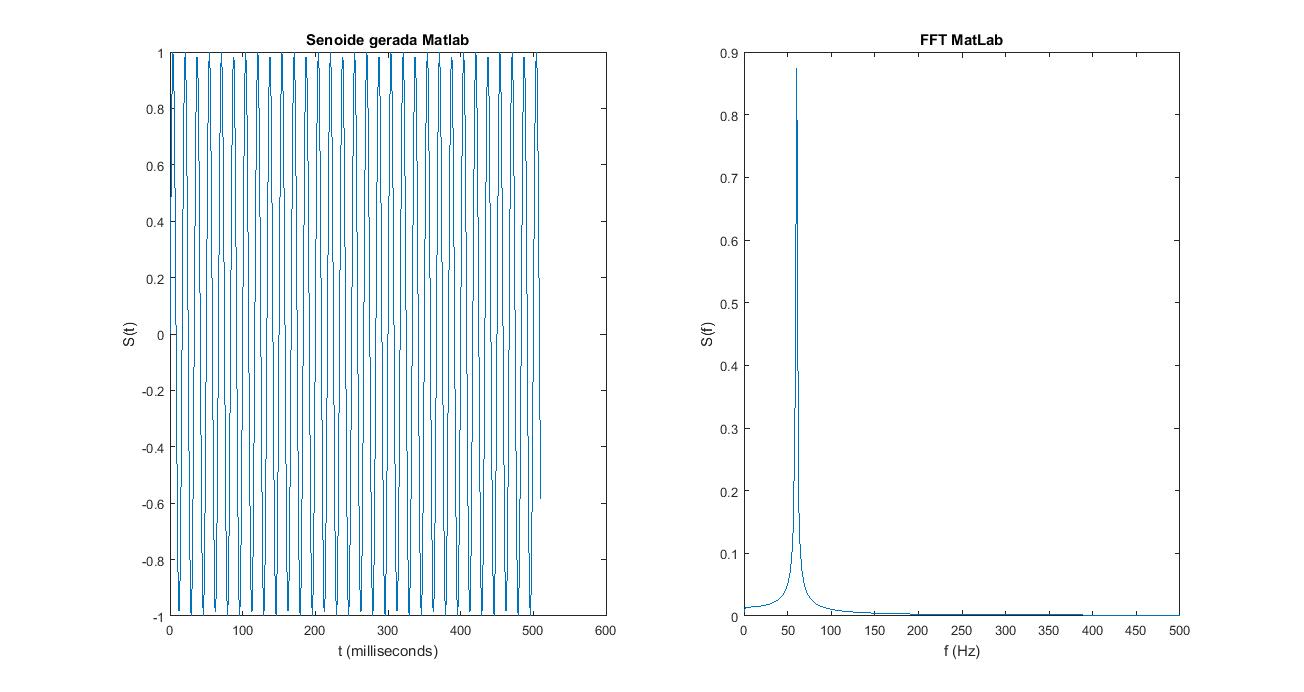 Senoide gerada Matlab
1
0.8
0.6
0.4
0.2
0
-0.2
-0.4
-0.6
-0.8
-1
S(t)
0 100 200 300 400 500 600
t (milliseconds)
FFT MatLab
0.9
0.8
0.7
0.6
0.5
0.4
0.3
0.2
0.1
0
S(f)
0 50 100 150 200 250 300 350 400 450 500
f (Hz)